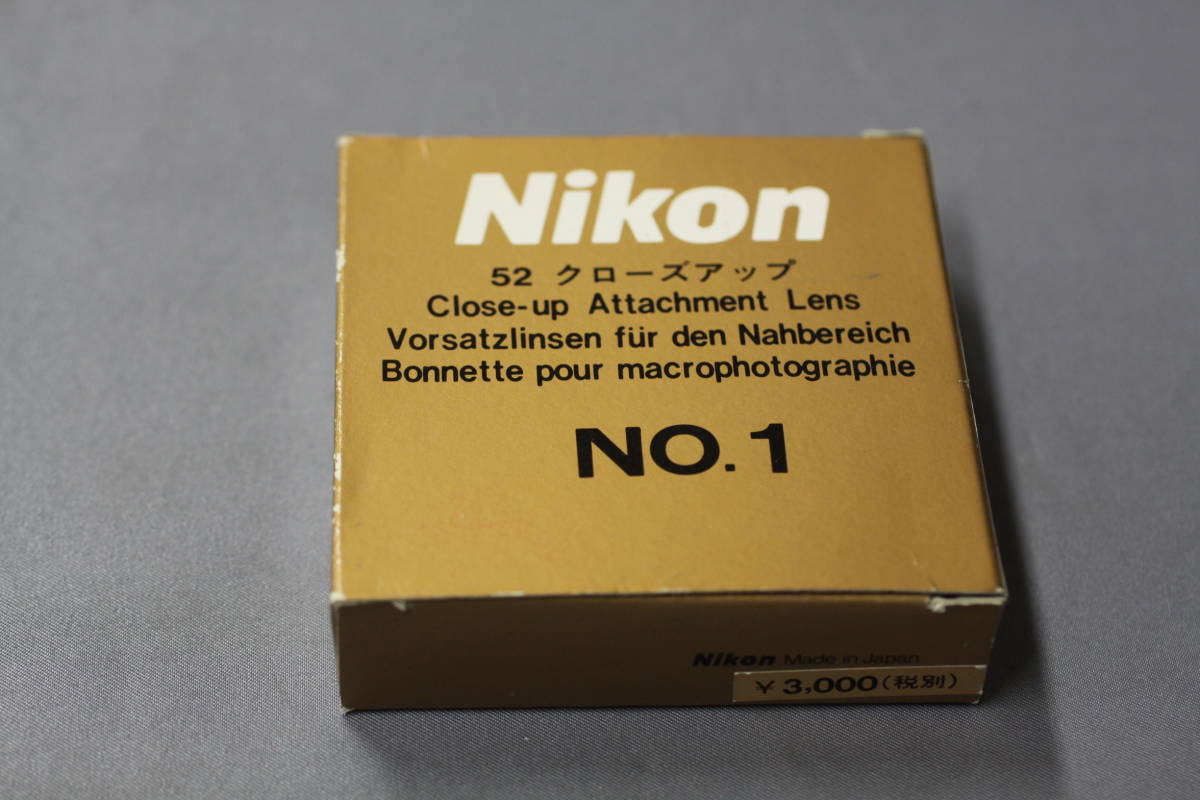 Nikon
52 クローズアップ
Close-up Attachment Lens
Vorsatzlinsen für den Nahbereich
Bonnette pour macrophotographie
NO.1
Nikon Made in Japan
¥3,000(税別)